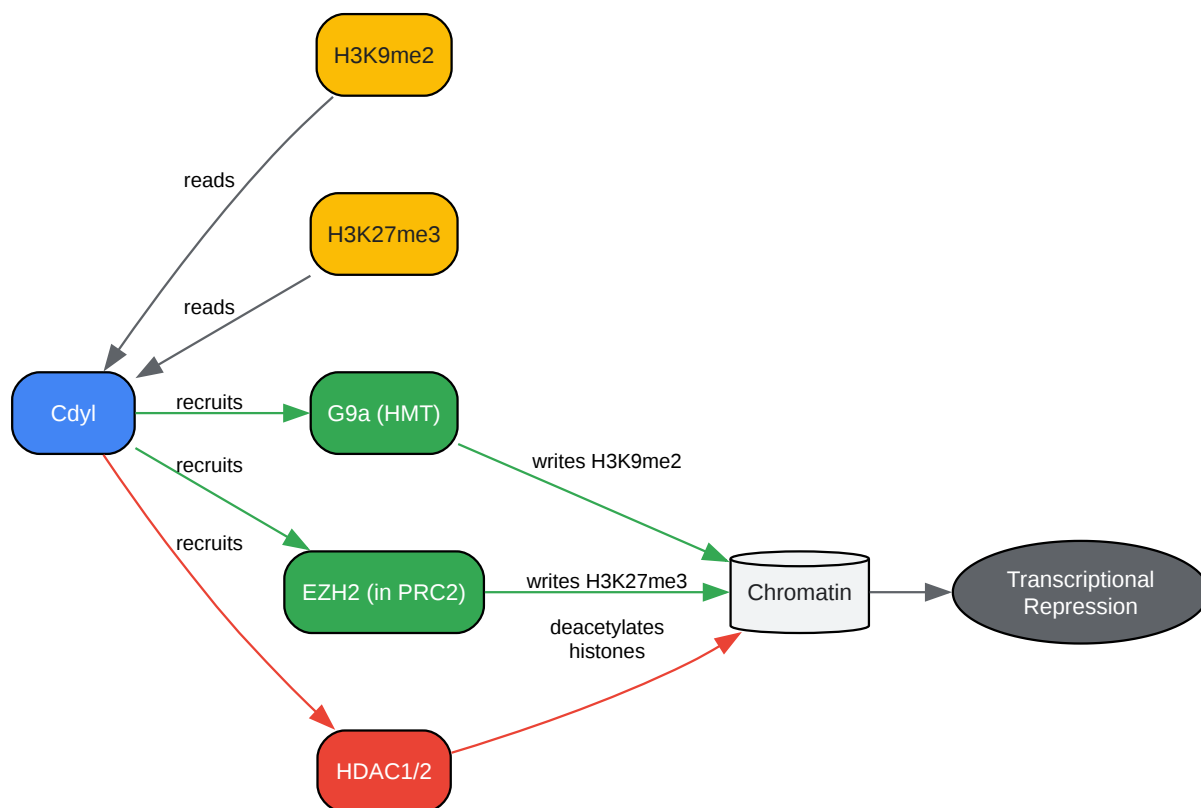 H3K9me2
reads
H3K27me3
reads
Cdyl
recruits
G9a (HMT)
recruits
writes H3K9me2
recruits
EZH2 (in PRC2)
writes H3K27me3
Chromatin
Transcriptional
Repression
deacetylates
histones
HDAC1/2